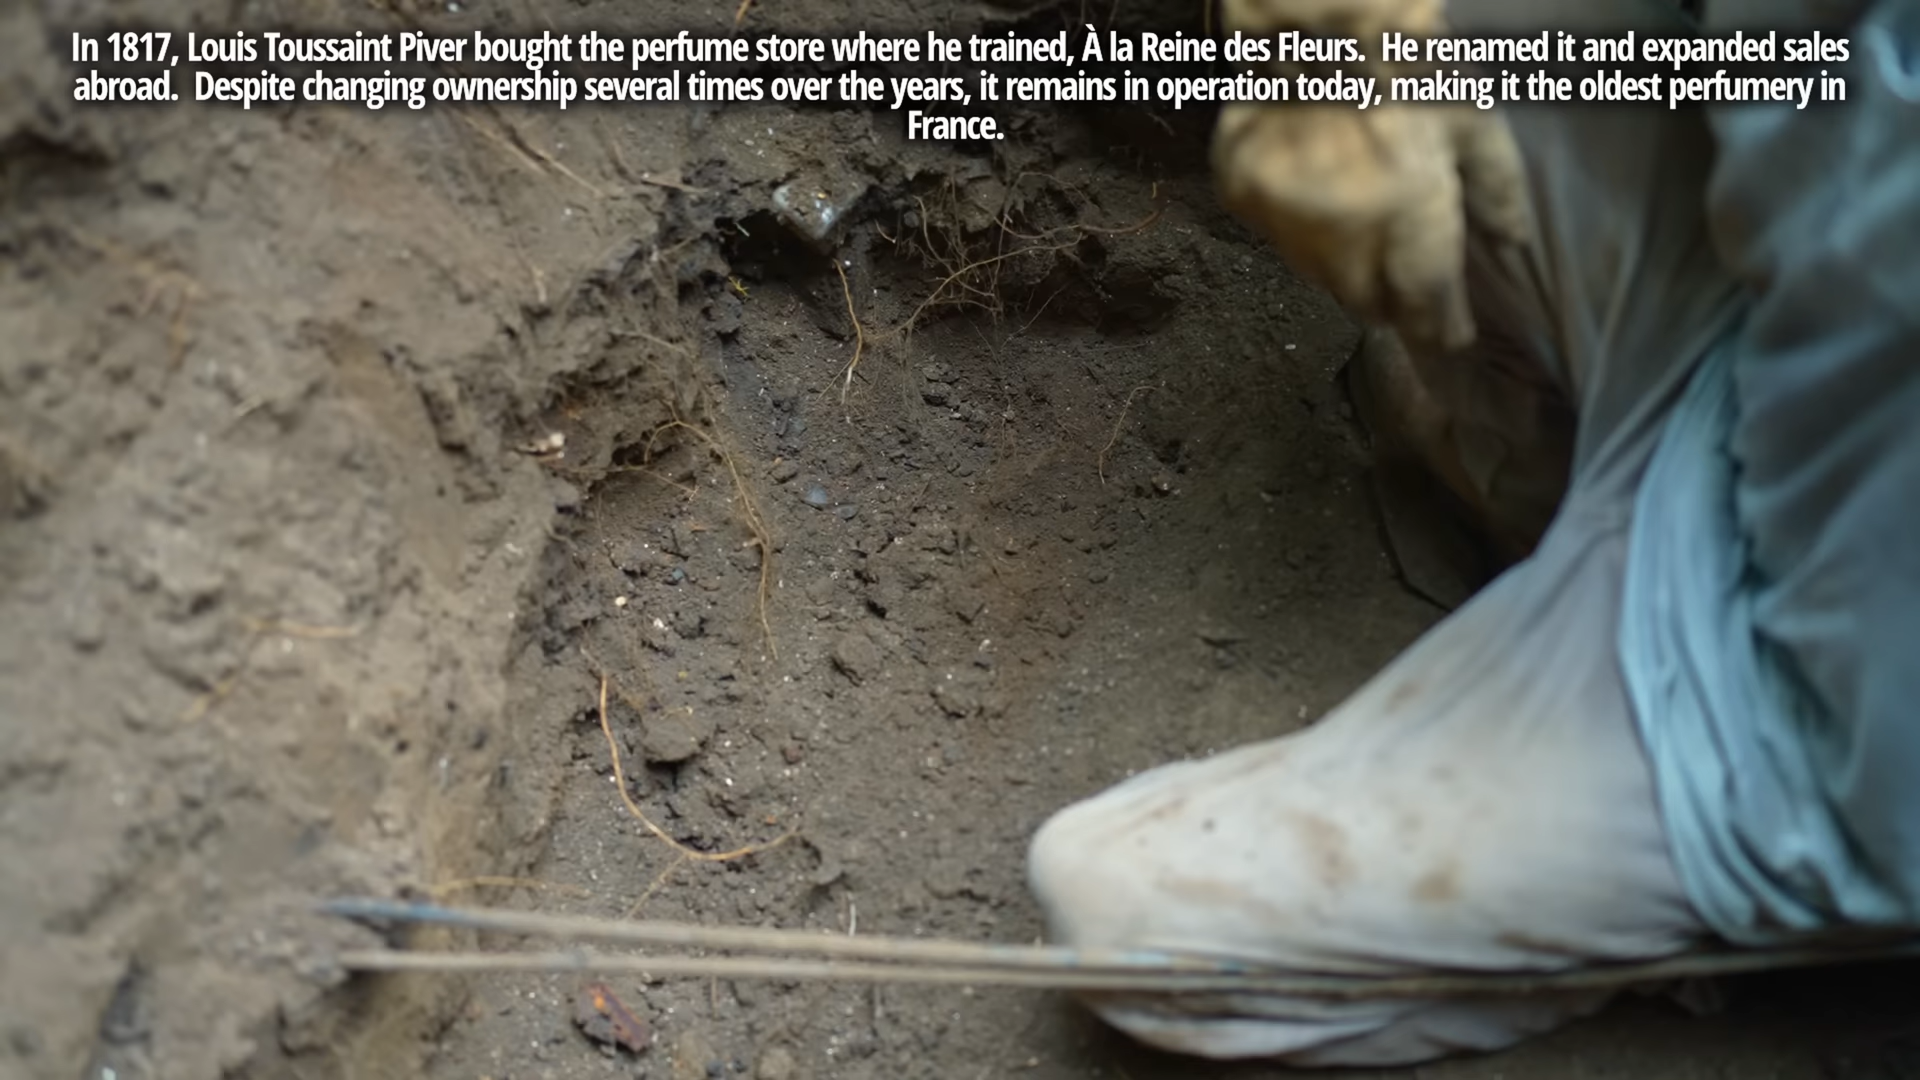 In 1817, Louis Toussaint Piver bought the perfume store where he trained, À la Reine des Fleurs.  He renamed it and expanded sales
abroad.  Despite changing ownership several times over the years, it remains in operation today, making it the oldest perfumery in
France.